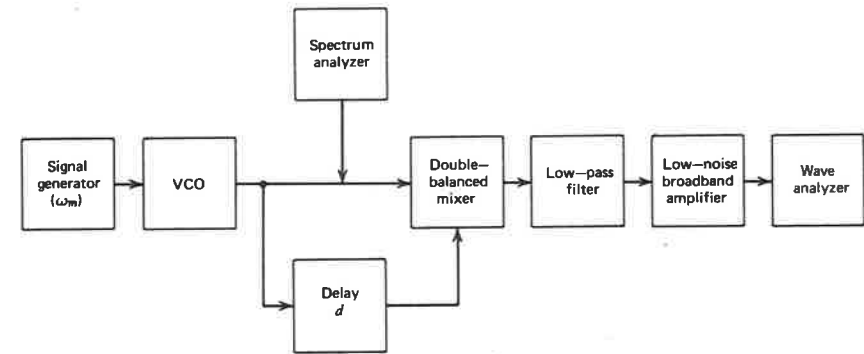 Spectrum
analyzer
Signal
generator
(ωm)
VCO
Double–
balanced
mixer
Low–pass
filter
Low–noise
broadband
amplifier
Wave
analyzer
Delay
d